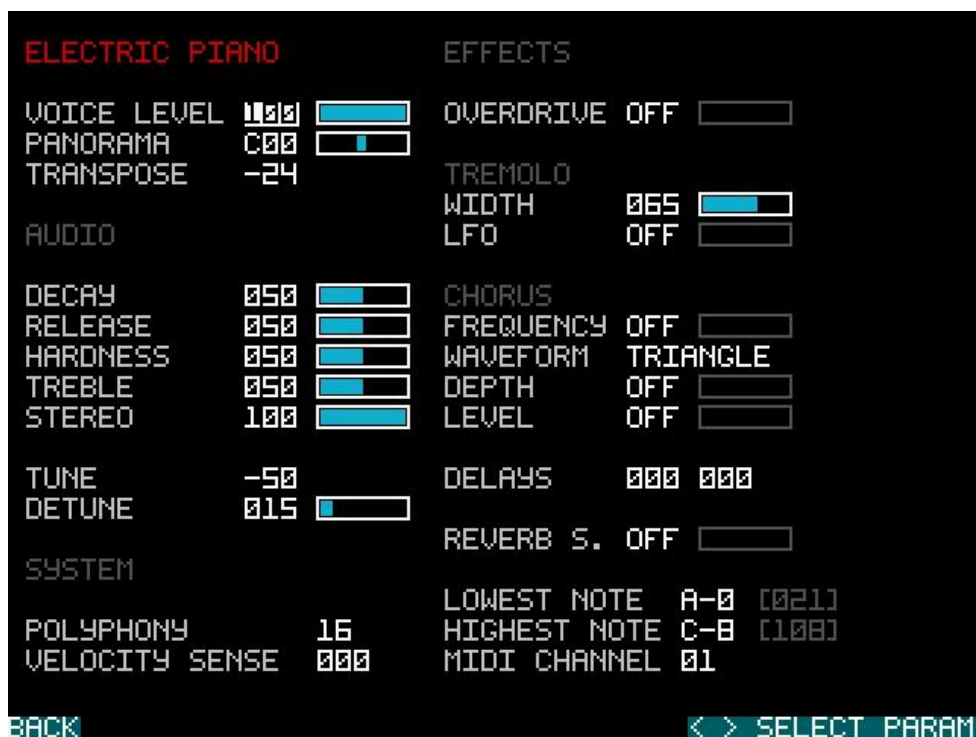 ELECTRIC PIANO
VOICE LEVEL 100
PANORAMA C00
TRANSPOSE -24
AUDIO
DECAY 050
RELEASE 050
HARDNESS 050
TREBLE 050
STEREO 100
TUNE -50
DETUNE 015
SYSTEM
POLYPHONY 16
VELOCITY SENSE 000
EFFECTS
OVERDRIVE OFF
TREMOLO
WIDTH 065
LFO OFF
CHORUS
FREQUENCY OFF
WAVEFORM TRIANGLE
DEPTH OFF
LEVEL OFF
DELAYS 000 000
REVERB S. OFF
LOWEST NOTE A-0 [021]
HIGHEST NOTE C-8 [108]
MIDI CHANNEL 01
BACK
< > SELECT PARAM